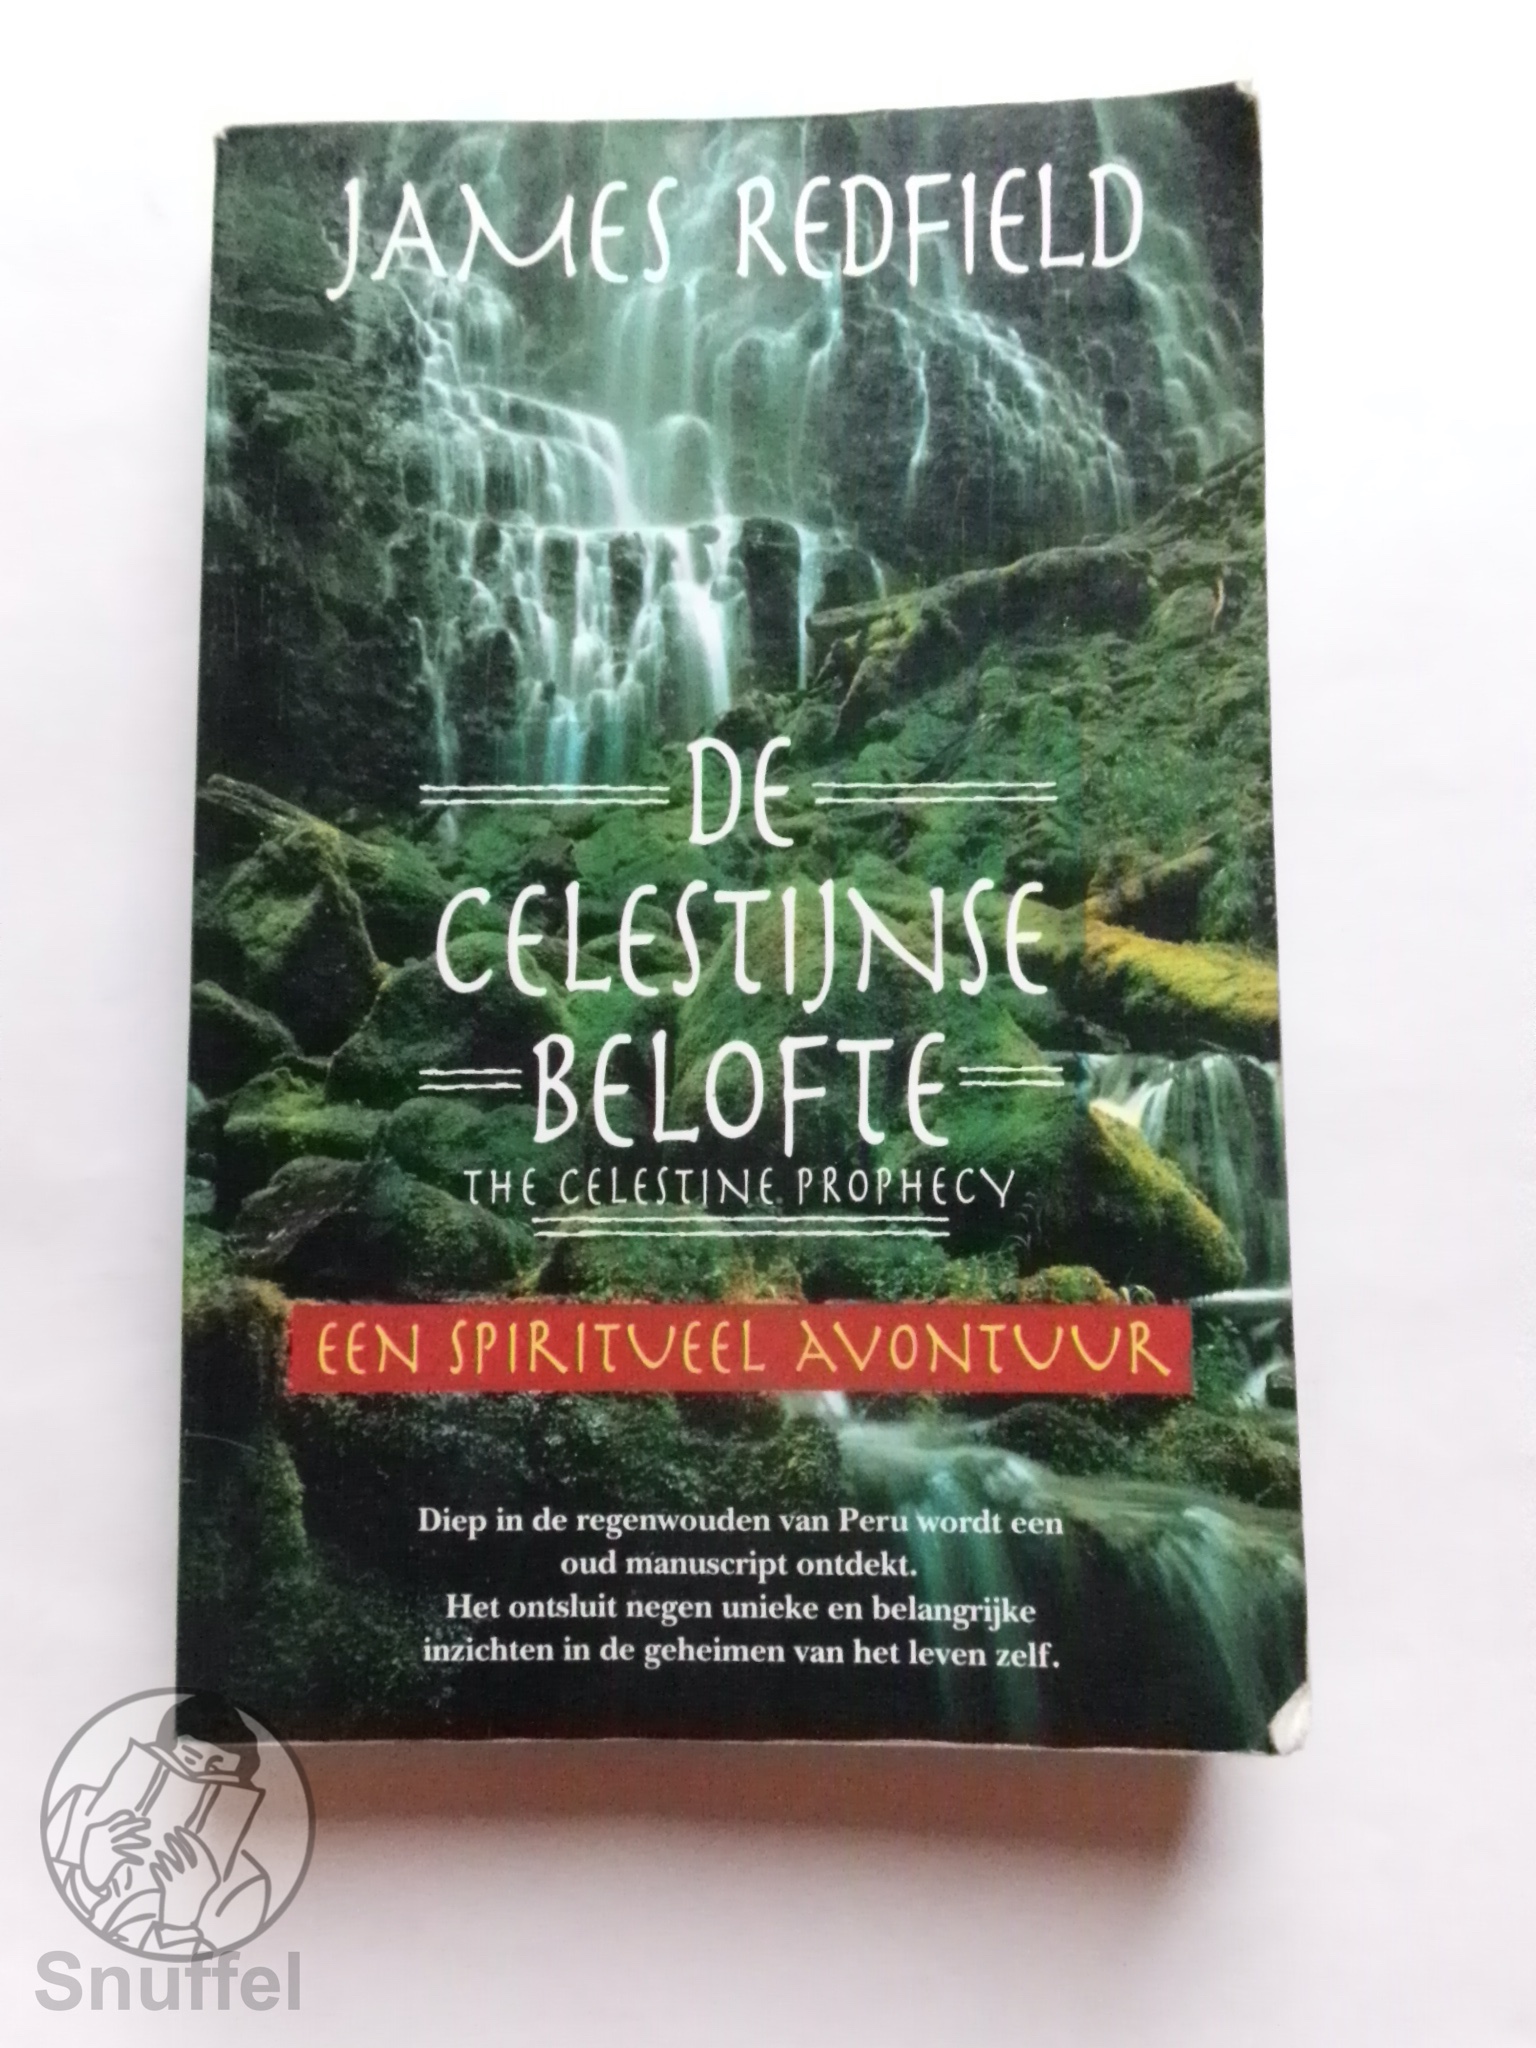 JAMES REDFIELD
DE
CELESTIJNSE
BELOFTE
THE CELESTINE PROPHECY
EEN SPIRITUEEL AVONTUUR
Diep in de regenwouden van Peru wordt een
oud manuscript ontdekt.
Het ontsluit negen unieke en belangrijke
inzichten in de geheimen van het leven zelf.
Snuffel